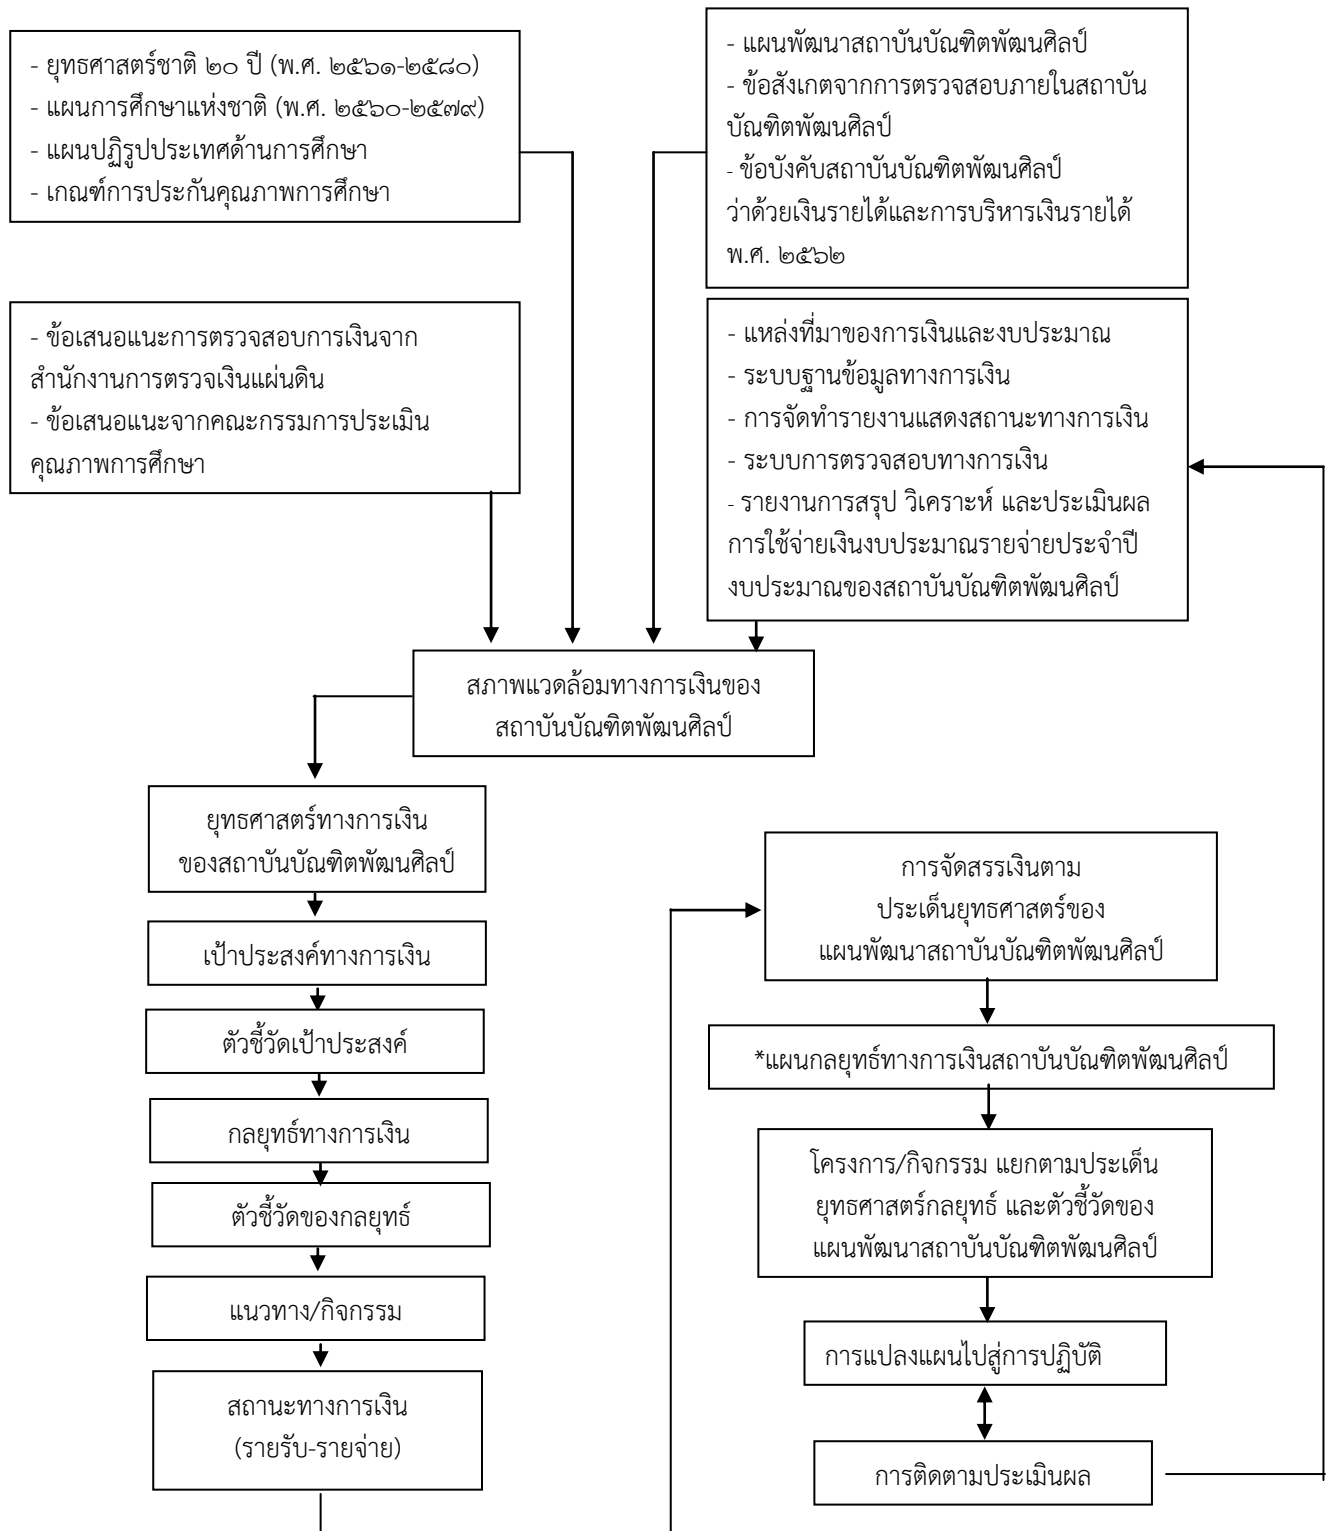 - ยุทธศาสตร์ชาติ ๒๐ ปี (พ.ศ. ๒๕๖๑-๒๕๘๐)
- แผนการศึกษาแห่งชาติ (พ.ศ. ๒๕๖๐-๒๕๗๙)
- แผนปฏิรูปประเทศด้านการศึกษา
- เกณฑ์การประกันคุณภาพการศึกษา
- แผนพัฒนาสถาบันบัณฑิตพัฒนศิลป์
- ข้อสังเกตจากการตรวจสอบภายในสถาบัน
บัณฑิตพัฒนศิลป์
- ข้อบังคับสถาบันบัณฑิตพัฒนศิลป์
ว่าด้วยเงินรายได้และการบริหารเงินรายได้
พ.ศ. ๒๕๖๒
- ข้อเสนอแนะการตรวจสอบการเงินจาก
สำนักงานการตรวจเงินแผ่นดิน
- ข้อเสนอแนะจากคณะกรรมการประเมิน
คุณภาพการศึกษา
- แหล่งที่มาของการเงินและงบประมาณ
- ระบบฐานข้อมูลทางการเงิน
- การจัดทำรายงานแสดงสถานะทางการเงิน
- ระบบการตรวจสอบทางการเงิน
- รายงานการสรุป วิเคราะห์ และประเมินผล
การใช้จ่ายเงินงบประมาณรายจ่ายประจำปี
งบประมาณของสถาบันบัณฑิตพัฒนศิลป์
สภาพแวดล้อมทางการเงินของ
สถาบันบัณฑิตพัฒนศิลป์
ยุทธศาสตร์ทางการเงิน
ของสถาบันบัณฑิตพัฒนศิลป์
เป้าประสงค์ทางการเงิน
ตัวชี้วัดเป้าประสงค์
กลยุทธ์ทางการเงิน
ตัวชี้วัดของกลยุทธ์
แนวทาง/กิจกรรม
สถานะทางการเงิน
(รายรับ-รายจ่าย)
การจัดสรรเงินตาม
ประเด็นยุทธศาสตร์ของ
แผนพัฒนาสถาบันบัณฑิตพัฒนศิลป์
*แผนกลยุทธ์ทางการเงินสถาบันบัณฑิตพัฒนศิลป์
โครงการ/กิจกรรม แยกตามประเด็น
ยุทธศาสตร์กลยุทธ์ และตัวชี้วัดของ
แผนพัฒนาสถาบันบัณฑิตพัฒนศิลป์
การแปลงแผนไปสู่การปฏิบัติ
การติดตามประเมินผล